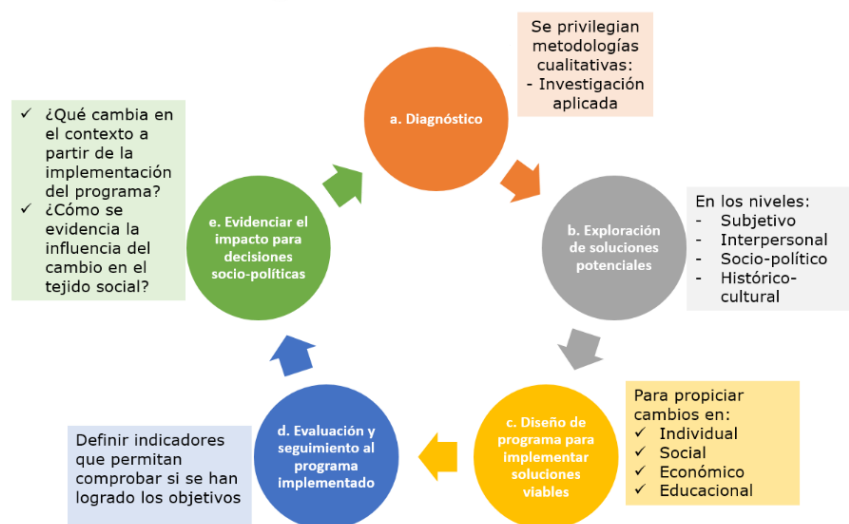 a. Diagnóstico
Se privilegian
metodologías
cualitativas:
- Investigación
aplicada
b. Exploración
de soluciones
potenciales
En los niveles:
- Subjetivo
- Interpersonal
- Socio-político
- Histórico-
cultural
c. Diseño de
programa para
implementar
soluciones
viables
Para propiciar
cambios en:
✓ Individual
✓ Social
✓ Económico
✓ Educacional
d. Evaluación y
seguimiento al
programa
implementado
Definir indicadores
que permitan
comprobar si se han
logrado los objetivos
e. Evidenciar el
impacto para
decisiones
socio-políticas
✓ ¿Qué cambia en
el contexto a
partir de la
implementación
del programa?
✓ ¿Cómo se
evidencia la
influencia del
cambio en el
tejido social?